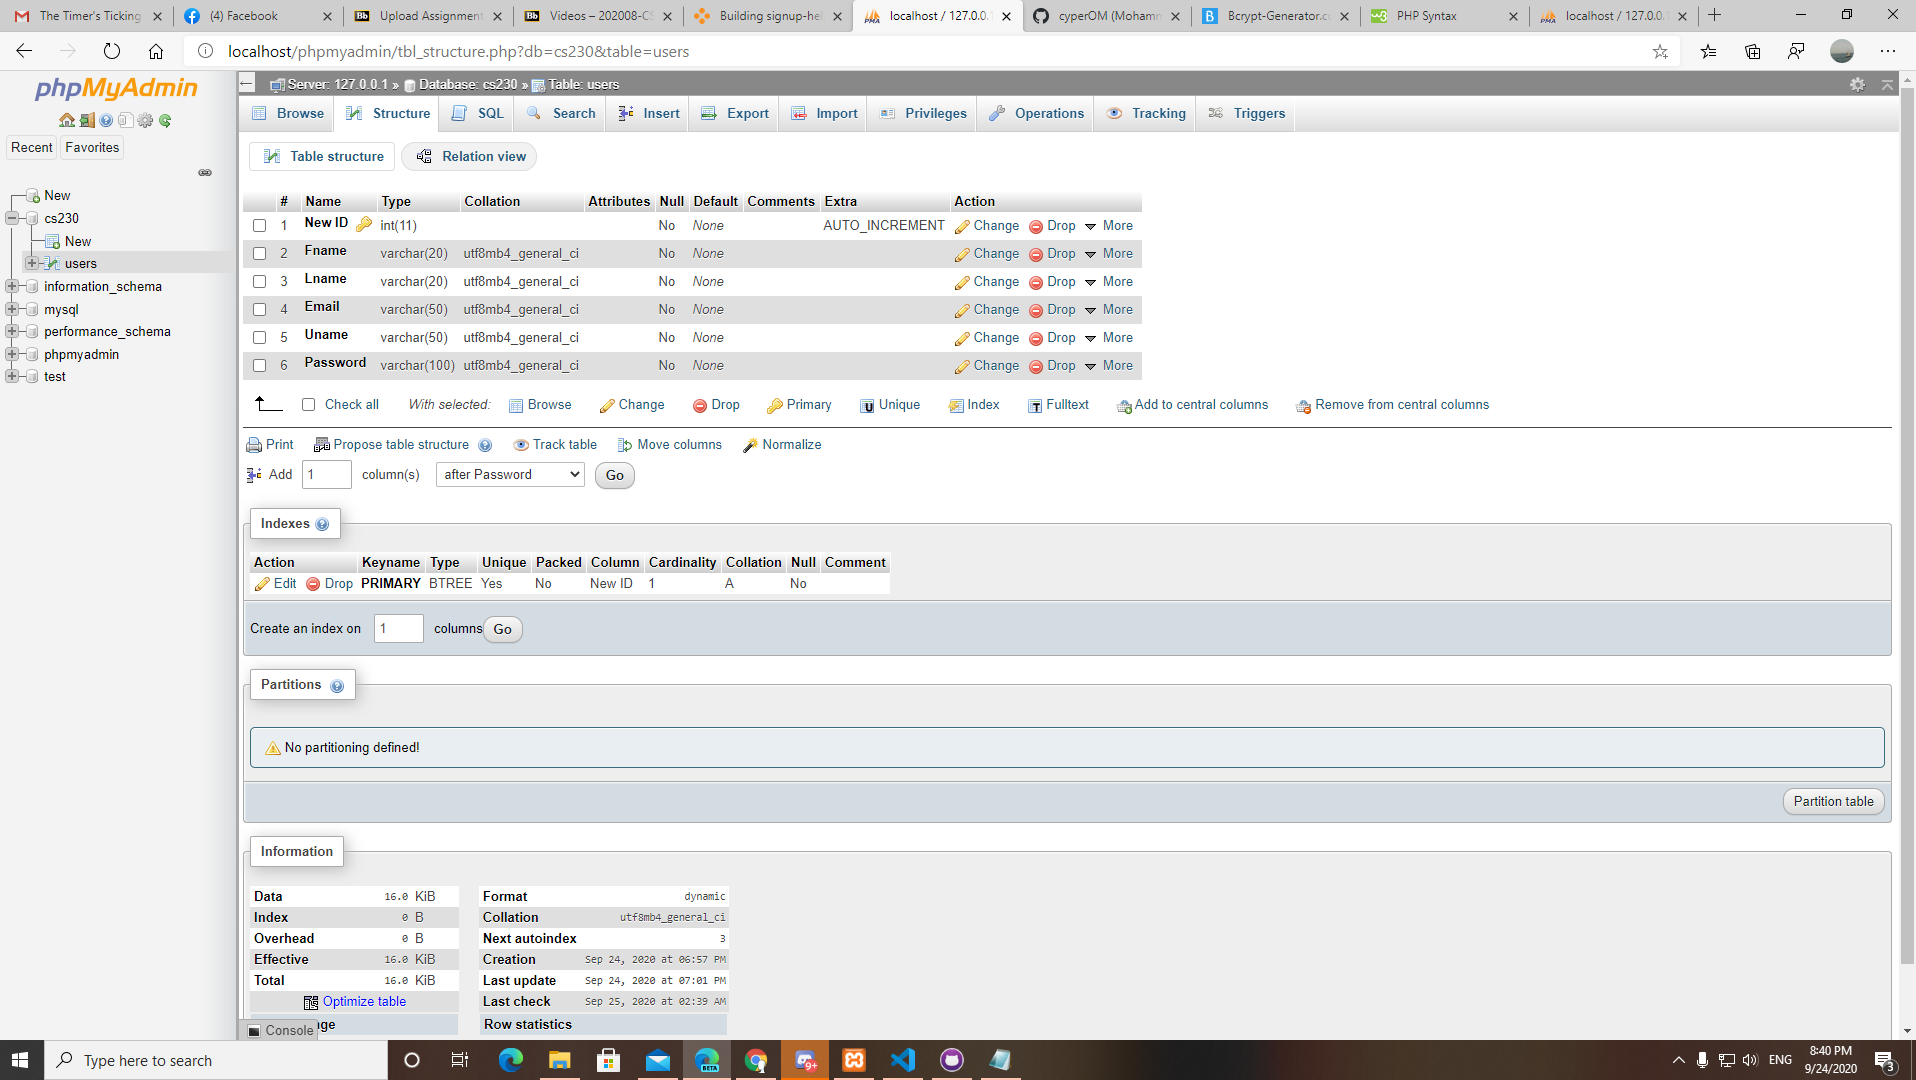 The Timer's Ticking
(4) Facebook
Upload Assignment
Videos – 202008-CS
Building signup-hel
localhost / 127.0.0.1
cyperOM (Mohamm
Bcrypt-Generator.c
PHP Syntax
localhost / 127.0.0.1
localhost/phpmyadmin/tbl_structure.php?db=cs230&table=users
phpMyAdmin
Recent Favorites
New
cs230
New
users
information_schema
mysql
performance_schema
phpmyadmin
test
Server: 127.0.0.1 » Database: cs230 » Table: users
Browse Structure SQL Search Insert Export Import Privileges Operations Tracking Triggers
Table structure Relation view
# Name Type Collation Attributes Null Default Comments Extra Action
1 New ID int(11) No None AUTO_INCREMENT Change Drop More
2 Fname varchar(20) utf8mb4_general_ci No None Change Drop More
3 Lname varchar(20) utf8mb4_general_ci No None Change Drop More
4 Email varchar(50) utf8mb4_general_ci No None Change Drop More
5 Uname varchar(50) utf8mb4_general_ci No None Change Drop More
6 Password varchar(100) utf8mb4_general_ci No None Change Drop More
Check all With selected: Browse Change Drop Primary Unique Index Fulltext Add to central columns Remove from central columns
Print Propose table structure Track table Move columns Normalize
Add 1 column(s) after Password Go
Indexes
Action Keyname Type Unique Packed Column Cardinality Collation Null Comment
Edit Drop PRIMARY BTREE Yes No New ID 1 A No
Create an index on 1 columns Go
Partitions
No partitioning defined!
Partition table
Information
Data 16.0 KiB
Index 0 B
Overhead 0 B
Effective 16.0 KiB
Total 16.0 KiB
Optimize table
Format dynamic
Collation utf8mb4_general_ci
Next autoindex 3
Creation Sep 24, 2020 at 06:57 PM
Last update Sep 24, 2020 at 07:01 PM
Last check Sep 25, 2020 at 02:39 AM
Row statistics
Console
Type here to search
BETA
9+
ENG
8:40 PM
9/24/2020
3